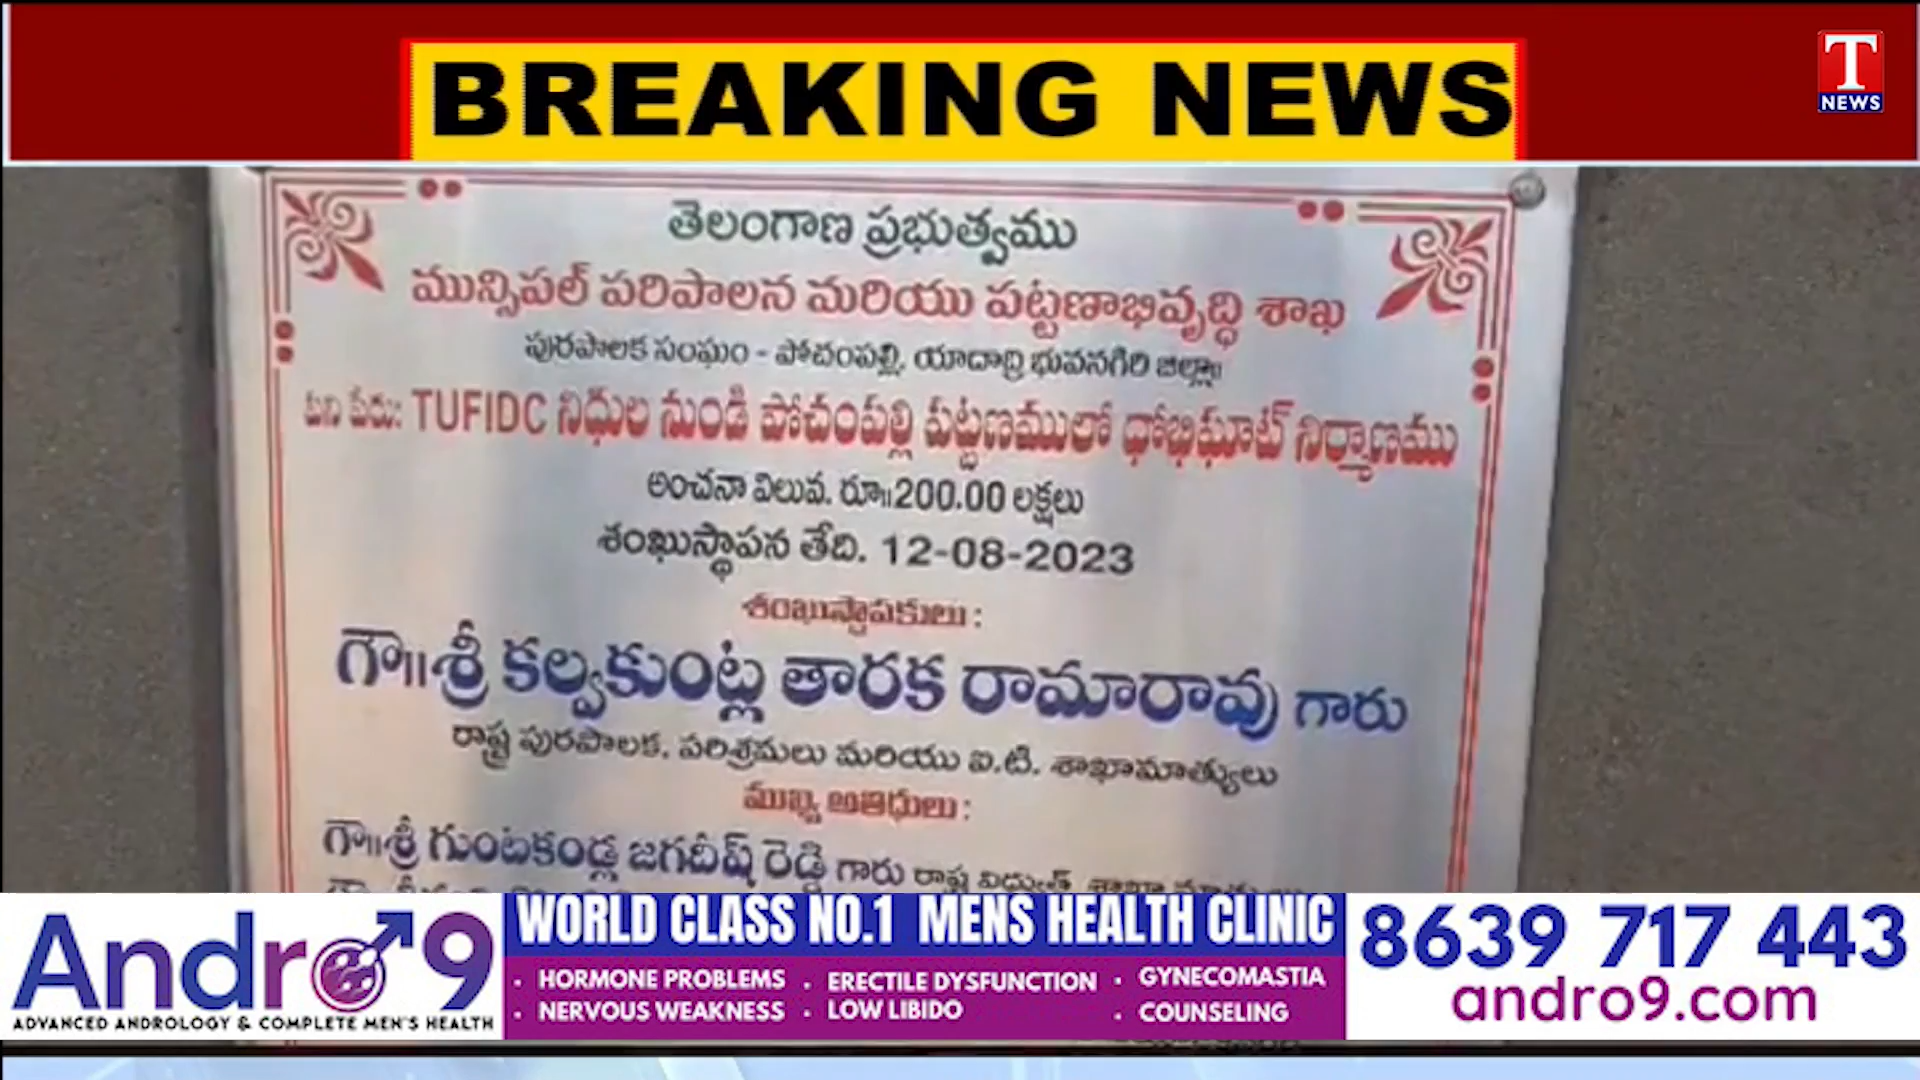 BREAKING NEWS
T NEWS
తెలంగాణ ప్రభుత్వము
మున్సిపల్ పరిపాలన మరియు పట్టణాభివృద్ధి శాఖ
పురపాలక సంఘం - పోచంపల్లి, యాదాద్రి భువనగిరి జిల్లా॥
పని పేరు: TUFIDC నిధుల నుండి పోచంపల్లి పట్టణములో ధోభిఘాట్ నిర్మాణము
అంచనా విలువ. రూ॥200.00 లక్షలు
శంఖుస్థాపన తేది. 12-08-2023
శంఖుస్థాపకులు :
గౌ॥శ్రీ కల్వకుంట్ల తారక రామారావు గారు
రాష్ట్ర పురపాలక, పరిశ్రమలు మరియు ఐ.టి. శాఖామాత్యులు
ముఖ్య అతిధులు :
గౌ॥శ్రీ గుంటకండ్ల జగదీష్ రెడ్డి గారు రాష్ట్ర విద్యుత్
Andro9
ADVANCED ANDROLOGY & COMPLETE MEN'S HEALTH
WORLD CLASS NO.1 MENS HEALTH CLINIC
• HORMONE PROBLEMS • ERECTILE DYSFUNCTION • GYNECOMASTIA
• NERVOUS WEAKNESS • LOW LIBIDO • COUNSELING
8639 717 443
andro9.com